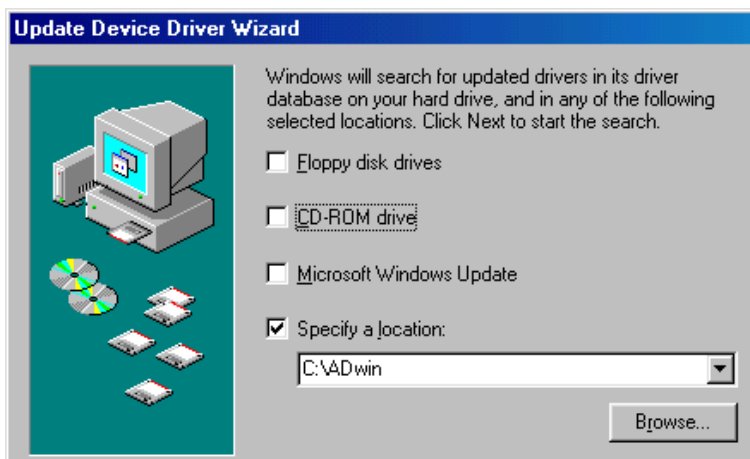 Update Device Driver Wizard
Windows will search for updated drivers in its driver
database on your hard drive, and in any of the following
selected locations. Click Next to start the search.
Floppy disk drives
CD-ROM drive
Microsoft Windows Update
Specify a location:
C:\ADwin
Browse...